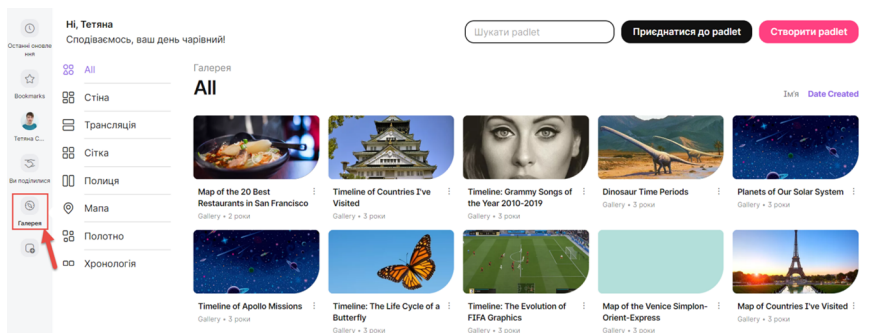 Hi, Тетяна
Сподіваємось, ваш день чарівний!
Шукати padlet
Приєднатися до padlet
Створити padlet
Останні оновле
ння
Bookmarks
Тетяна С...
Ви поділилися
Галерея
All
Стіна
Трансляція
Сітка
Полиця
Мапа
Полотно
Хронологія
Галерея
All
Ім'я Date Created
Map of the 20 Best
Restaurants in San Francisco
Gallery • 2 роки
Timeline of Countries I've
Visited
Gallery • 3 роки
Timeline: Grammy Songs of
the Year 2010-2019
Gallery • 3 роки
Dinosaur Time Periods
Gallery • 3 роки
Planets of Our Solar System
Gallery • 3 роки
Timeline of Apollo Missions
Gallery • 3 роки
Timeline: The Life Cycle of a
Butterfly
Gallery • 3 роки
Timeline: The Evolution of
FIFA Graphics
Gallery • 3 роки
Map of the Venice Simplon-
Orient-Express
Gallery • 3 роки
Map of Countries I've Visited
Gallery • 3 роки